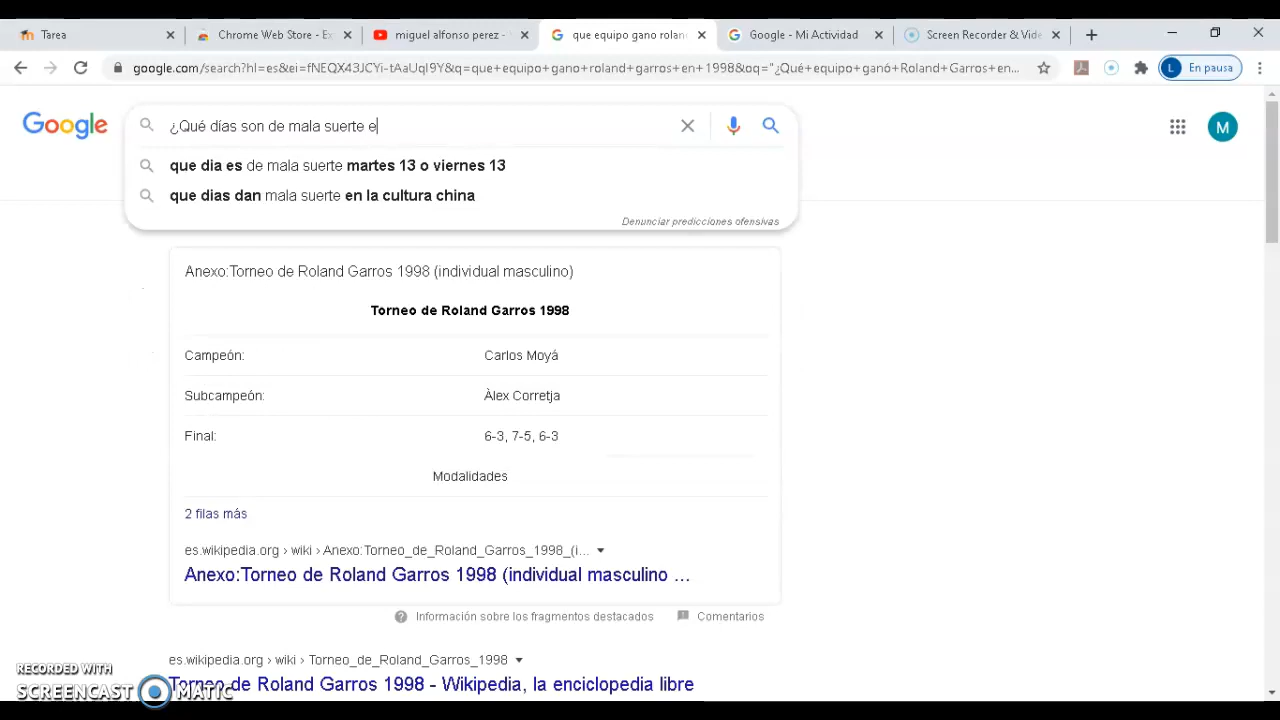 Tarea
Chrome Web Store - Ex
miguel alfonso perez -
que equipo gano rolan
Google - Mi Actividad
Screen Recorder & Vide
google.com/search?hl=es&ei=fNEQX43JCYi-tAaUqI9Y&q=que+equipo+gano+roland+garros+en+1998&oq="¿Qué+equipo+ganó+Roland+Garros+en...
L En pausa
Google
¿Qué días son de mala suerte e
M
que dia es de mala suerte martes 13 o viernes 13
que dias dan mala suerte en la cultura china
Denunciar predicciones ofensivas
Anexo:Torneo de Roland Garros 1998 (individual masculino)
Torneo de Roland Garros 1998
Campeón: Carlos Moyá
Subcampeón: Àlex Corretja
Final: 6-3, 7-5, 6-3
Modalidades
2 filas más
es.wikipedia.org › wiki › Anexo:Torneo_de_Roland_Garros_1998_(i...
Anexo:Torneo de Roland Garros 1998 (individual masculino ...
Información sobre los fragmentos destacados
Comentarios
es.wikipedia.org › wiki › Torneo_de_Roland_Garros_1998
Torneo de Roland Garros 1998 - Wikipedia, la enciclopedia libre
RECORDED WITH
SCREENCAST MATIC